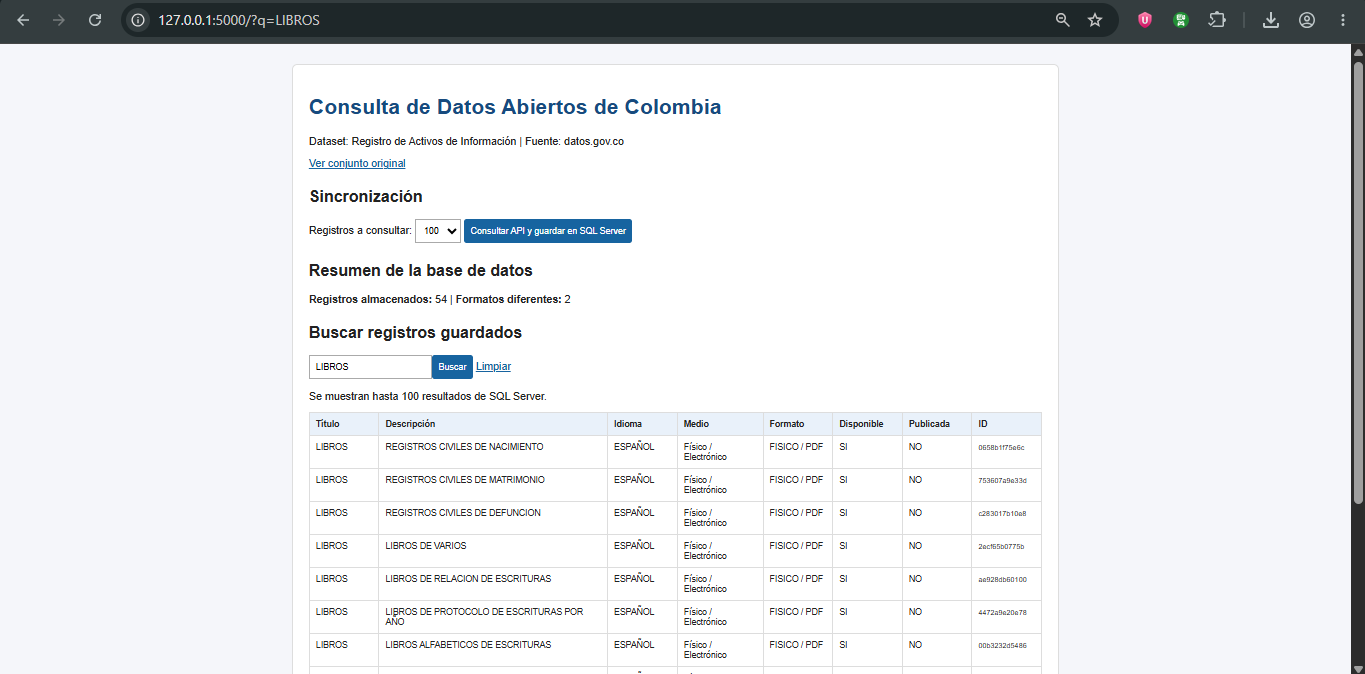 127.0.0.1:5000/?q=LIBROS
Consulta de Datos Abiertos de Colombia
Dataset: Registro de Activos de Información | Fuente: datos.gov.co
Ver conjunto original
Sincronización
Registros a consultar: 100 Consultar API y guardar en SQL Server
Resumen de la base de datos
Registros almacenados: 54 | Formatos diferentes: 2
Buscar registros guardados
LIBROS Buscar Limpiar
Se muestran hasta 100 resultados de SQL Server.
Título Descripción Idioma Medio Formato Disponible Publicada ID
LIBROS REGISTROS CIVILES DE NACIMIENTO ESPAÑOL Físico / FISICO / PDF SI NO 0658b1f75e6c
Electrónico
LIBROS REGISTROS CIVILES DE MATRIMONIO ESPAÑOL Físico / FISICO / PDF SI NO 753607a9e33d
Electrónico
LIBROS REGISTROS CIVILES DE DEFUNCION ESPAÑOL Físico / FISICO / PDF SI NO c283017b10e8
Electrónico
LIBROS LIBROS DE VARIOS ESPAÑOL Físico / FISICO / PDF SI NO 2ecf65b0775b
Electrónico
LIBROS LIBROS DE RELACION DE ESCRITURAS ESPAÑOL Físico / FISICO / PDF SI NO ae928db60100
Electrónico
LIBROS LIBROS DE PROTOCOLO DE ESCRITURAS POR ESPAÑOL Físico / FISICO / PDF SI NO 4472a9e20e78
AÑO Electrónico
LIBROS LIBROS ALFABETICOS DE ESCRITURAS ESPAÑOL Físico / FISICO / PDF SI NO 00b3232d5486
Electrónico